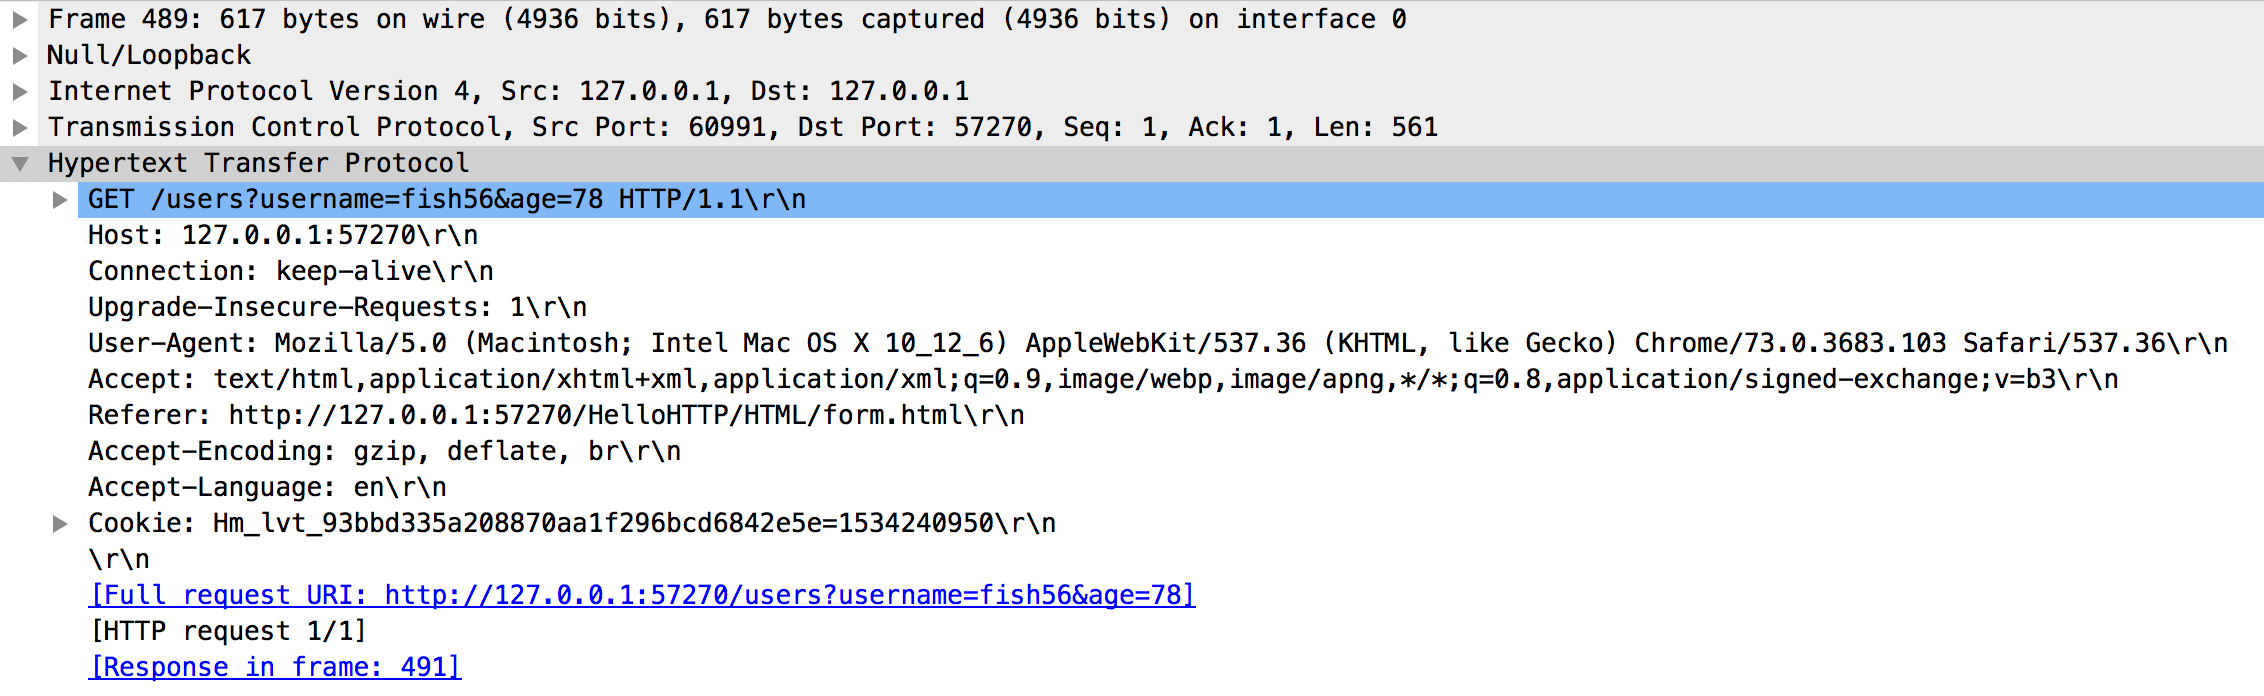 Frame 489: 617 bytes on wire (4936 bits), 617 bytes captured (4936 bits) on interface 0
Null/Loopback
Internet Protocol Version 4, Src: 127.0.0.1, Dst: 127.0.0.1
Transmission Control Protocol, Src Port: 60991, Dst Port: 57270, Seq: 1, Ack: 1, Len: 561
Hypertext Transfer Protocol
GET /users?username=fish56&age=78 HTTP/1.1\r\n
Host: 127.0.0.1:57270\r\n
Connection: keep-alive\r\n
Upgrade-Insecure-Requests: 1\r\n
User-Agent: Mozilla/5.0 (Macintosh; Intel Mac OS X 10_12_6) AppleWebKit/537.36 (KHTML, like Gecko) Chrome/73.0.3683.103 Safari/537.36\r\n
Accept: text/html,application/xhtml+xml,application/xml;q=0.9,image/webp,image/apng,*/*;q=0.8,application/signed-exchange;v=b3\r\n
Referer: http://127.0.0.1:57270/HelloHTTP/HTML/form.html\r\n
Accept-Encoding: gzip, deflate, br\r\n
Accept-Language: en\r\n
Cookie: Hm_lvt_93bbd335a208870aa1f296bcd6842e5e=1534240950\r\n
\r\n
[Full request URI: http://127.0.0.1:57270/users?username=fish56&age=78]
[HTTP request 1/1]
[Response in frame: 491]